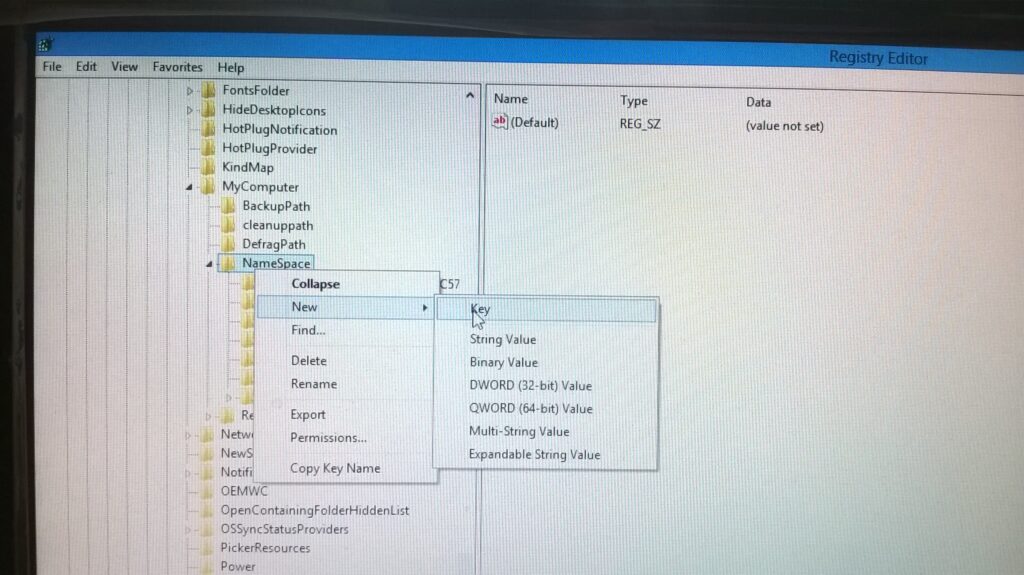 Registry Editor
File Edit View Favorites Help
FontsFolder
HideDesktopIcons
HotPlugNotification
HotPlugProvider
KindMap
MyComputer
BackupPath
cleanuppath
DefragPath
NameSpace
C57
Re
Netw
NewS
Notifi
OEMWC
OpenContainingFolderHiddenList
OSSyncStatusProviders
PickerResources
Power
Collapse
New
Find...
Delete
Rename
Export
Permissions...
Copy Key Name
Key
String Value
Binary Value
DWORD (32-bit) Value
QWORD (64-bit) Value
Multi-String Value
Expandable String Value
Name Type Data
ab (Default) REG_SZ (value not set)